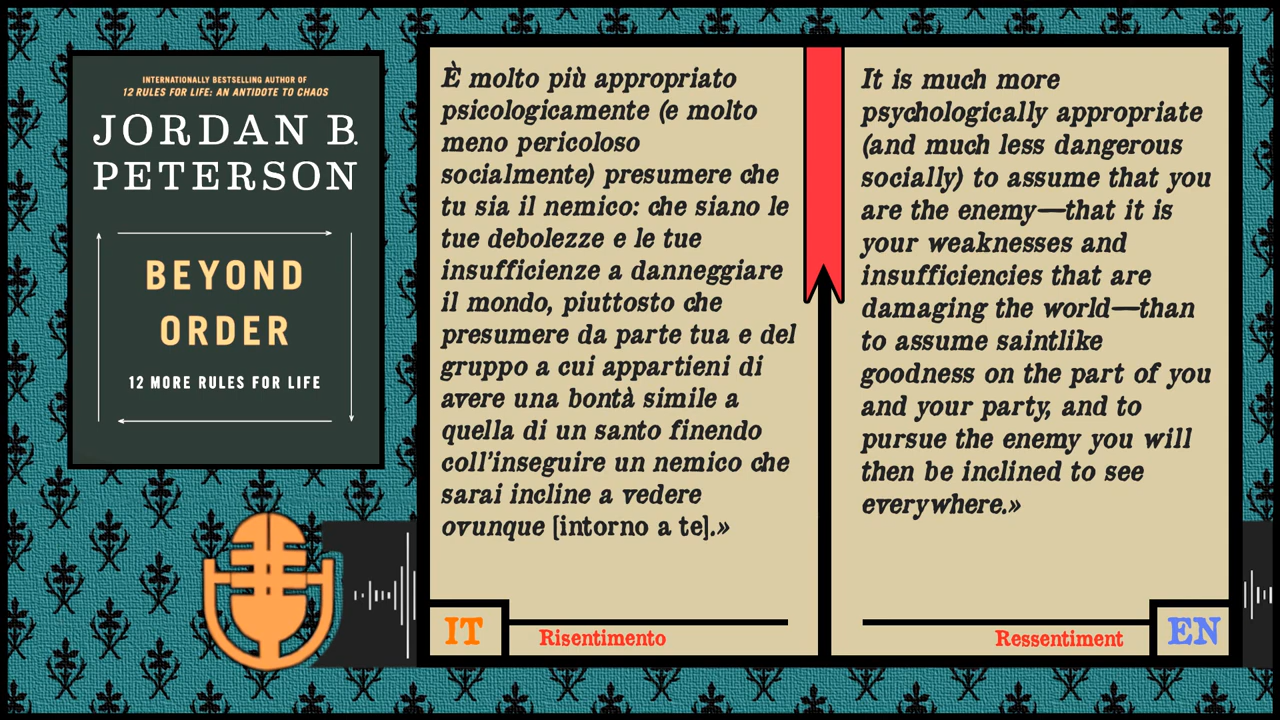 INTERNATIONALLY BESTSELLING AUTHOR OF
12 RULES FOR LIFE: AN ANTIDOTE TO CHAOS
JORDAN B.
PETERSON
BEYOND
ORDER
12 MORE RULES FOR LIFE
È molto più appropriato
psicologicamente (e molto
meno pericoloso
socialmente) presumere che
tu sia il nemico: che siano le
tue debolezze e le tue
insufficienze a danneggiare
il mondo, piuttosto che
presumere da parte tua e del
gruppo a cui appartieni di
avere una bontà simile a
quella di un santo finendo
coll'inseguire un nemico che
sarai incline a vedere
ovunque [intorno a te].»
IT
Risentimento
It is much more
psychologically appropriate
(and much less dangerous
socially) to assume that you
are the enemy—that it is
your weaknesses and
insufficiencies that are
damaging the world—than
to assume saintlike
goodness on the part of you
and your party, and to
pursue the enemy you will
then be inclined to see
everywhere.»
Ressentiment
EN